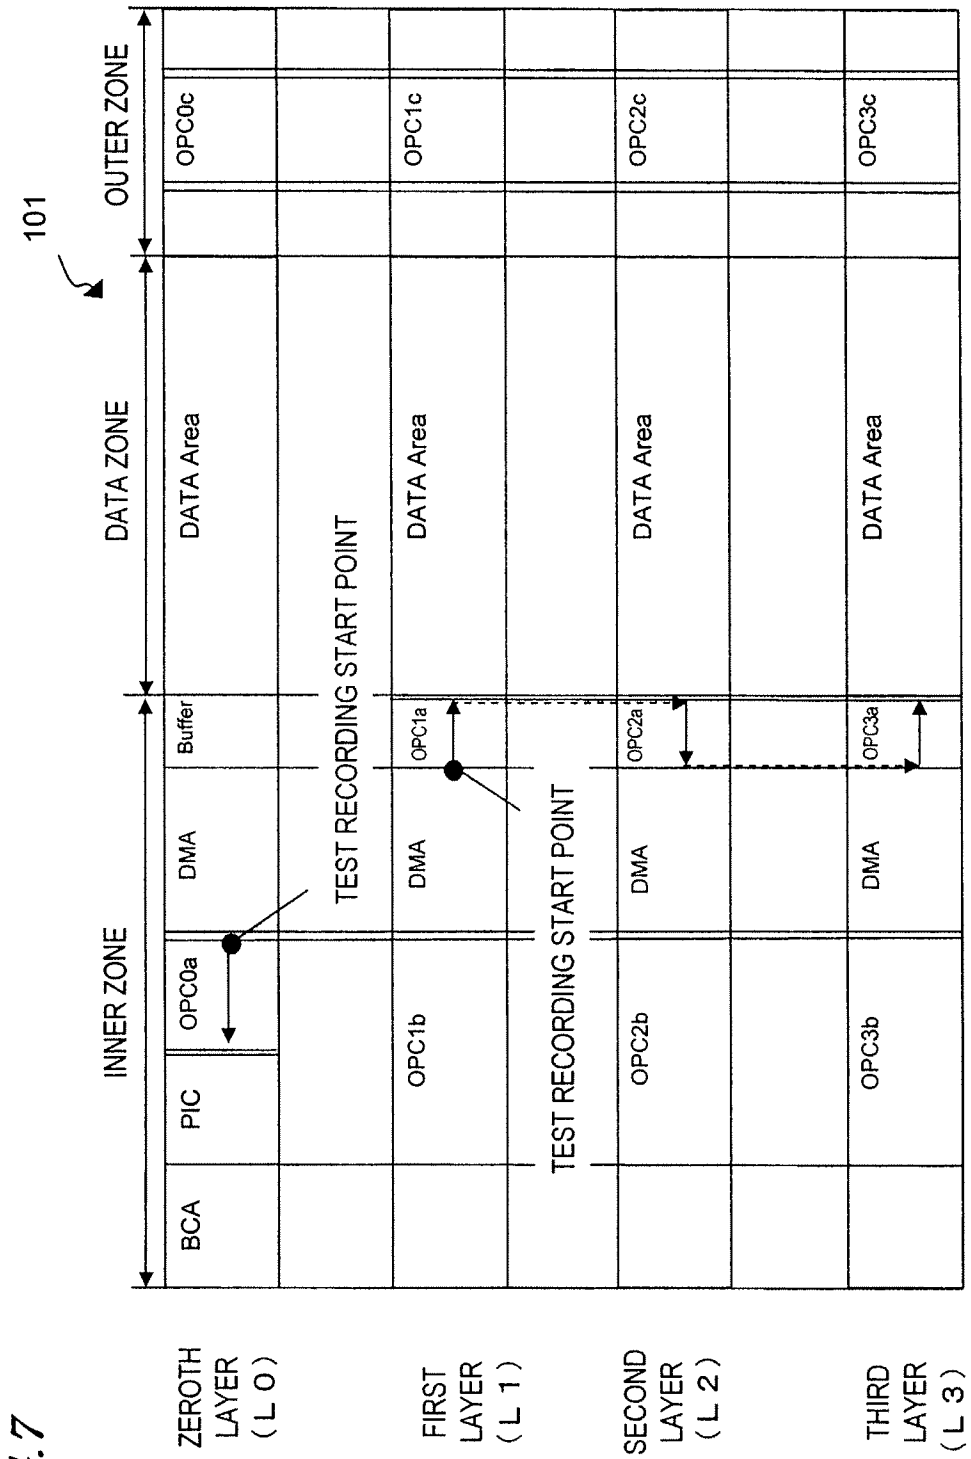 101
INNER ZONE
DATA ZONE
OUTER ZONE
ZEROTH
LAYER
(L0)
BCA
PIC
OPC0a
DMA
Buffer
DATA Area
OPC0c
TEST RECORDING START POINT
FIRST
LAYER
(L1)
OPC1b
DMA
OPC1a
DATA Area
OPC1c
TEST RECORDING START POINT
SECOND
LAYER
(L2)
OPC2b
DMA
OPC2a
DATA Area
OPC2c
THIRD
LAYER
(L3)
OPC3b
DMA
OPC3a
DATA Area
OPC3c